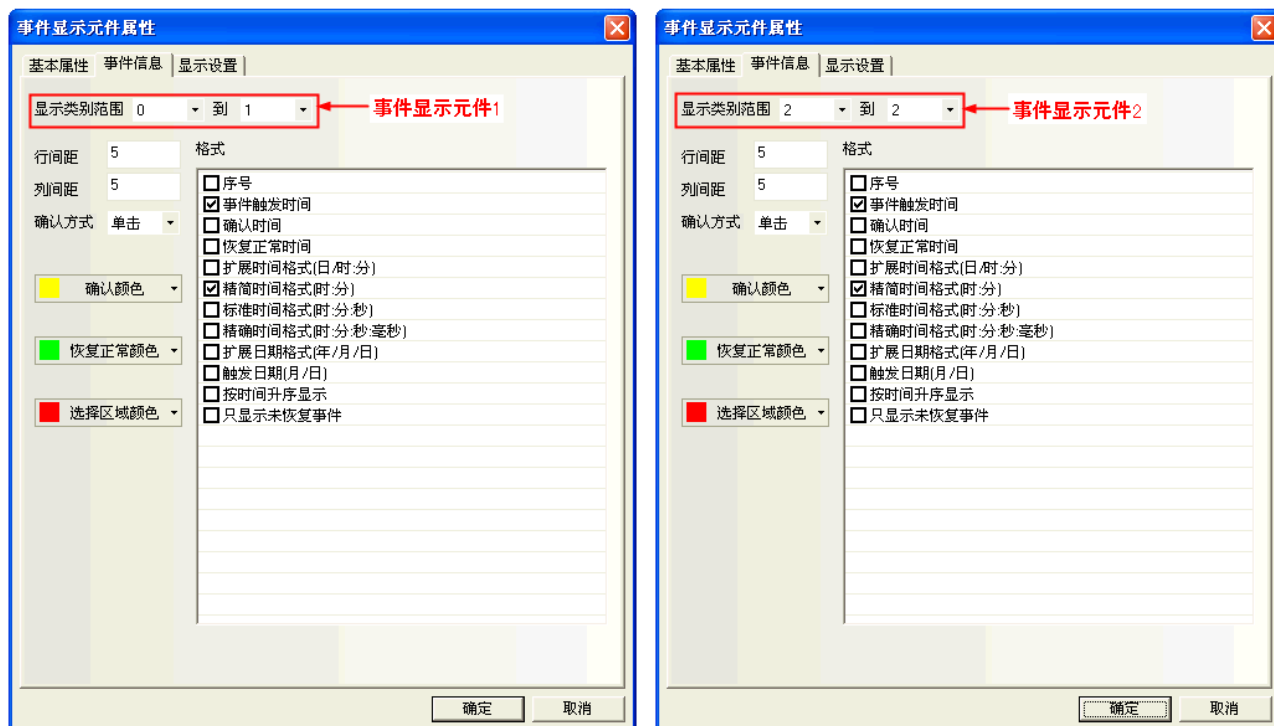 事件显示元件属性
基本属性 事件信息 显示设置
显示类别范围 0 到 1
事件显示元件1
行间距 5
列间距 5
确认方式 单击
确认颜色
恢复正常颜色
选择区域颜色
格式
序号
事件触发时间
确认时间
恢复正常时间
扩展时间格式(日/时:分)
精简时间格式(时:分)
标准时间格式(时:分:秒)
精确时间格式(时:分:秒:毫秒)
扩展日期格式(年/月/日)
触发日期(月/日)
按时间升序显示
只显示未恢复事件
确定 取消
事件显示元件属性
基本属性 事件信息 显示设置
显示类别范围 2 到 2
事件显示元件2
行间距 5
列间距 5
确认方式 单击
确认颜色
恢复正常颜色
选择区域颜色
格式
序号
事件触发时间
确认时间
恢复正常时间
扩展时间格式(日/时:分)
精简时间格式(时:分)
标准时间格式(时:分:秒)
精确时间格式(时:分:秒:毫秒)
扩展日期格式(年/月/日)
触发日期(月/日)
按时间升序显示
只显示未恢复事件
确定 取消